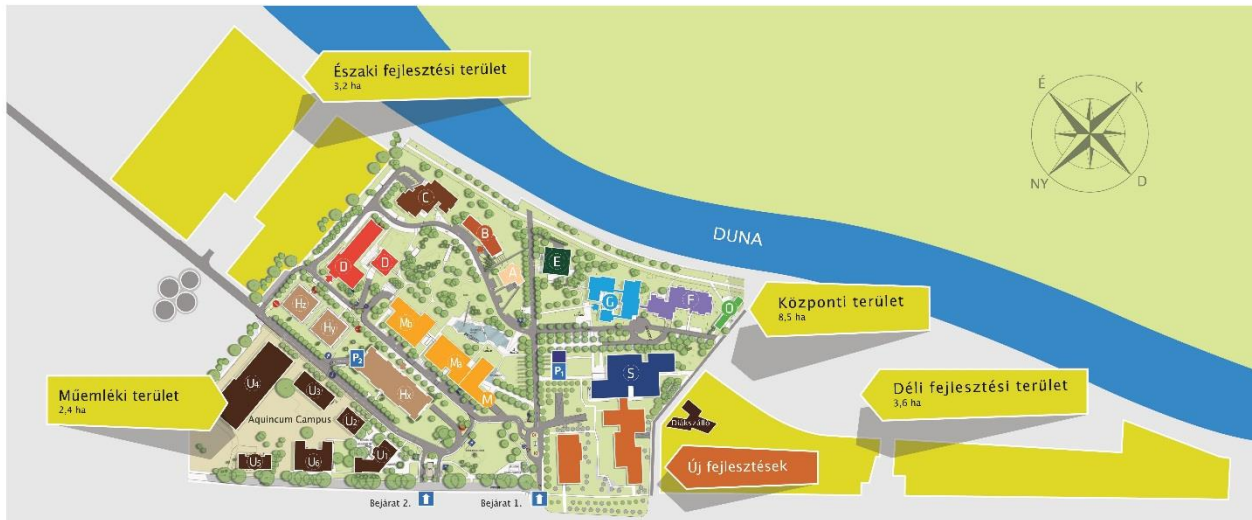 Északi fejlesztési terület
3,2 ha
É
K
NY
D
DUNA
C
B
A
E
D
D
G
F
O
Központi terület
8,5 ha
Hz
Hy
Mb
Ma
M
P2
Hx
P1
S
Műemléki terület
2,4 ha
U4
U3
Aquincum Campus
U2
U1
U5
U6
Déli fejlesztési terület
3,6 ha
Diákszálló
Új fejlesztések
Bejárat 2.
Bejárat 1.